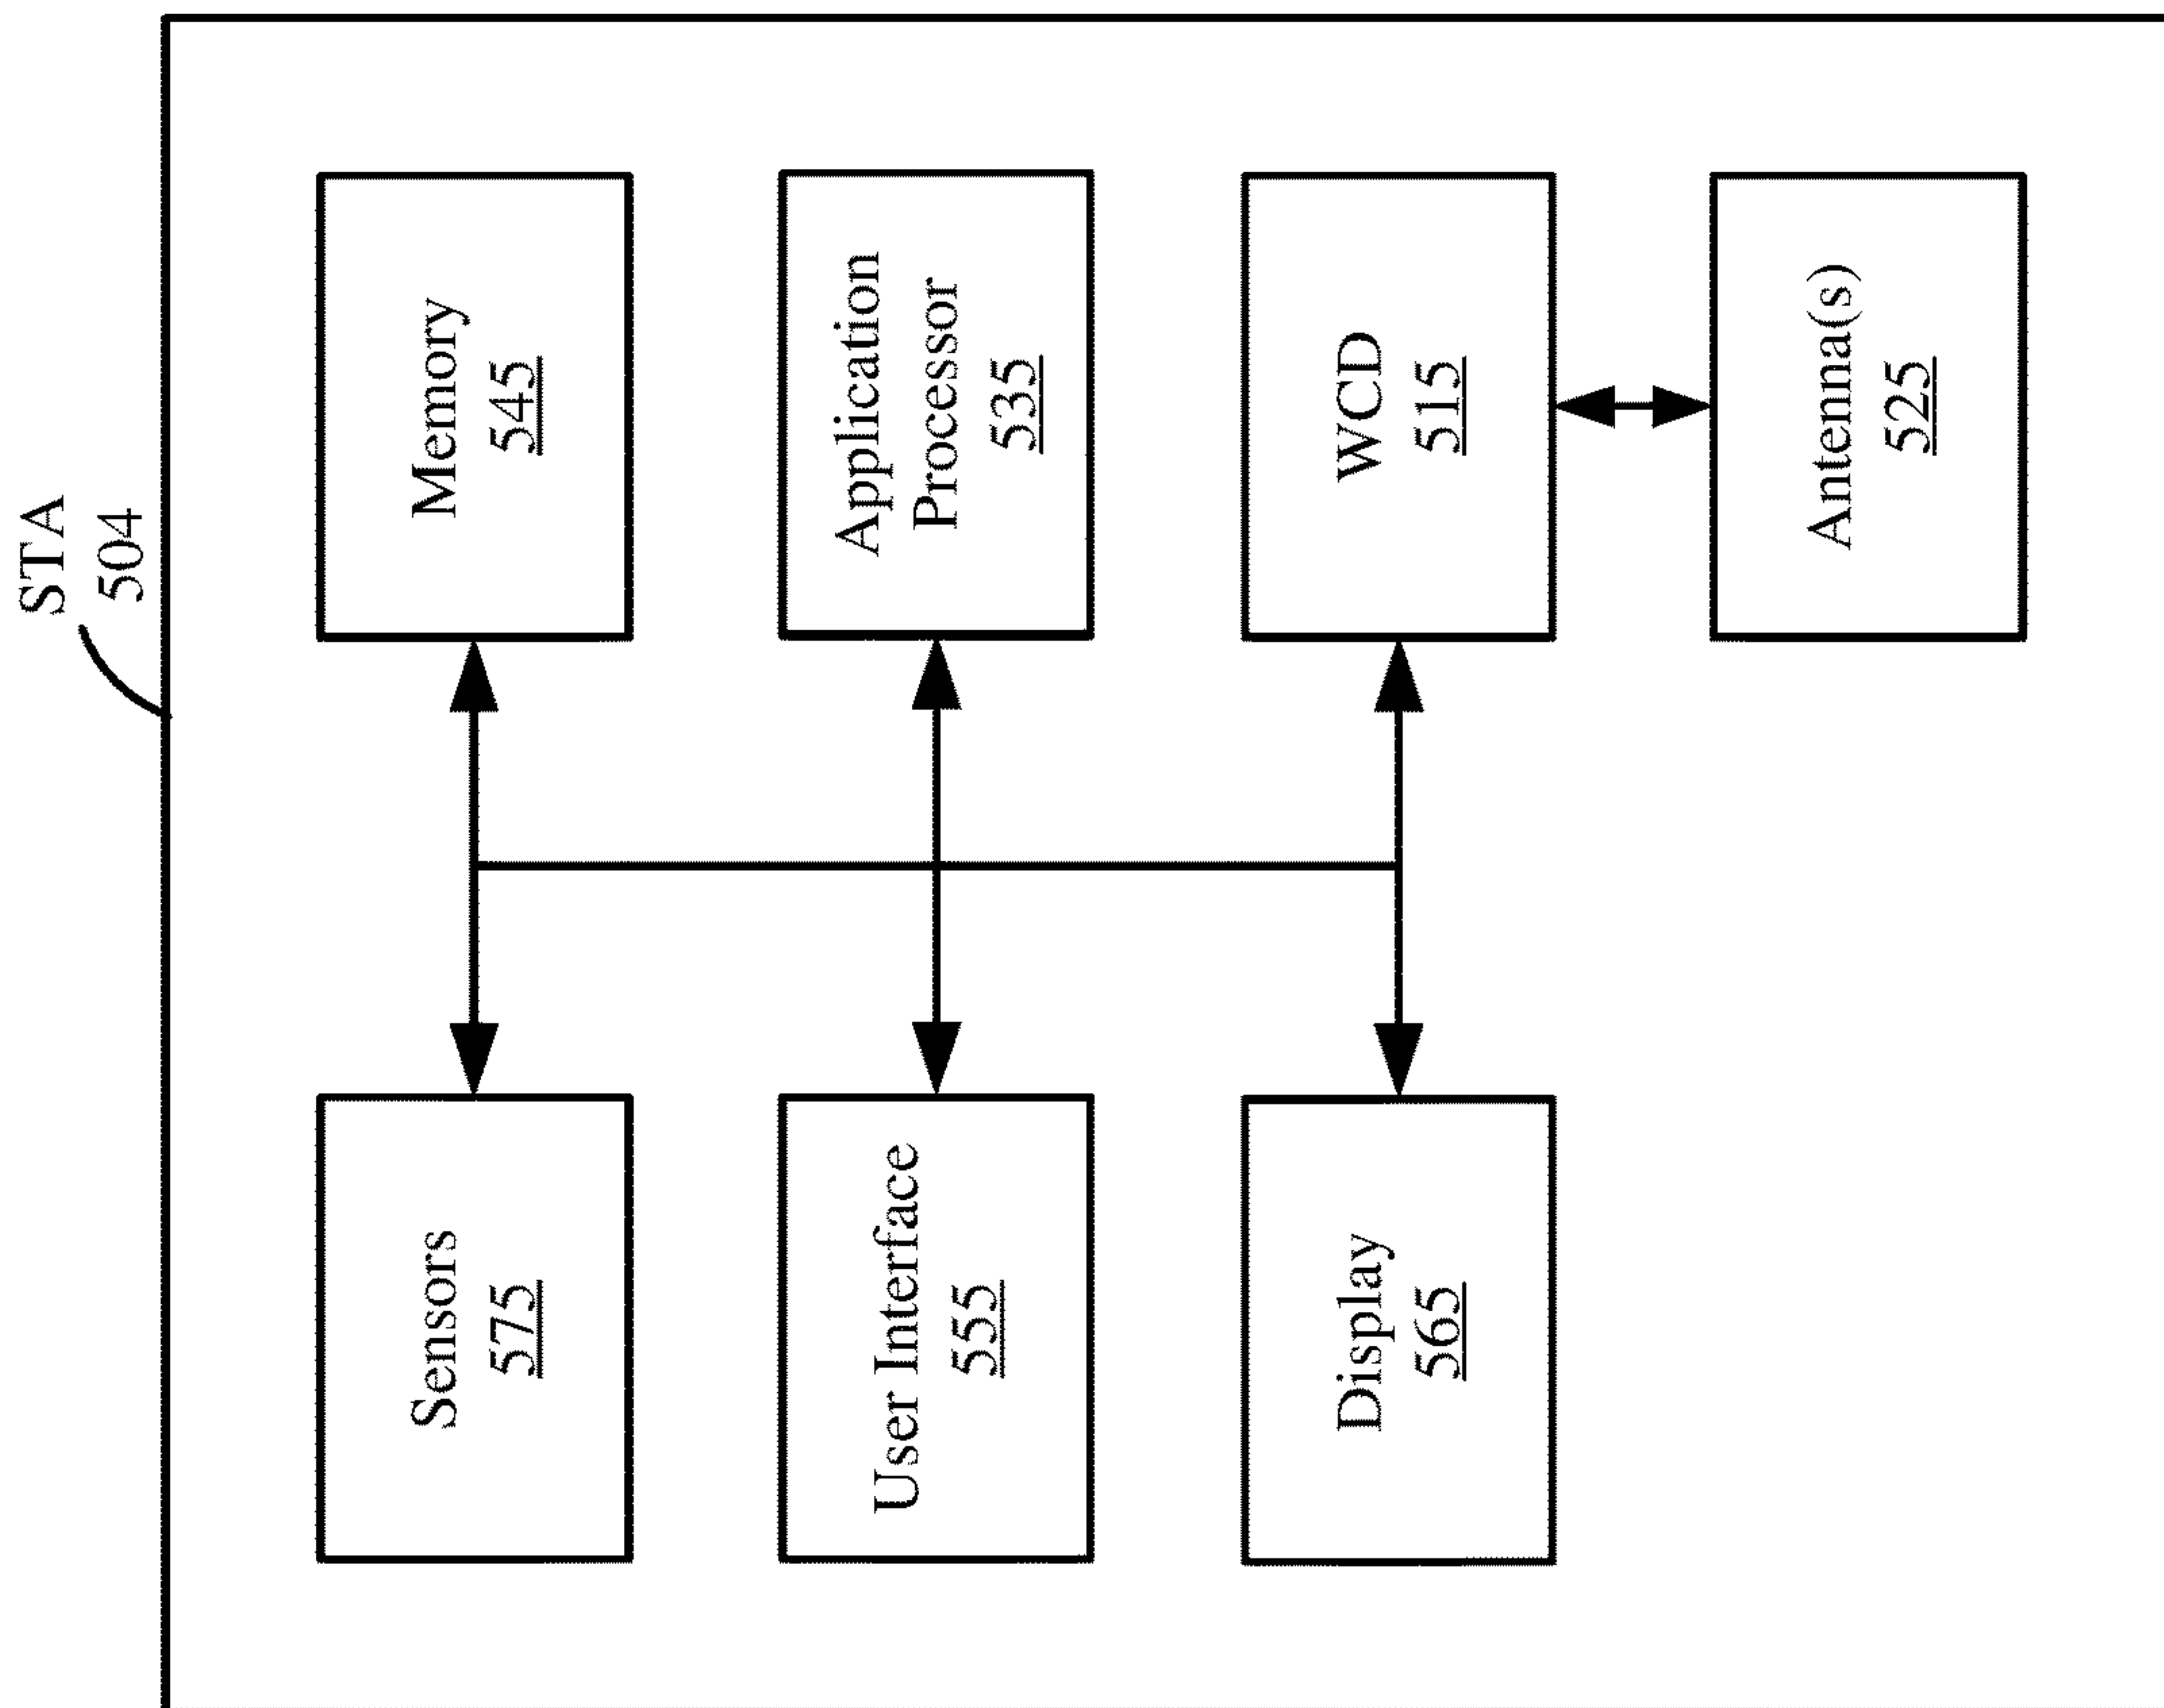 STA
504
Sensors
575
Memory
545
User Interface
555
Application
Processor
535
Display
565
WCD
515
Antenna(s)
525